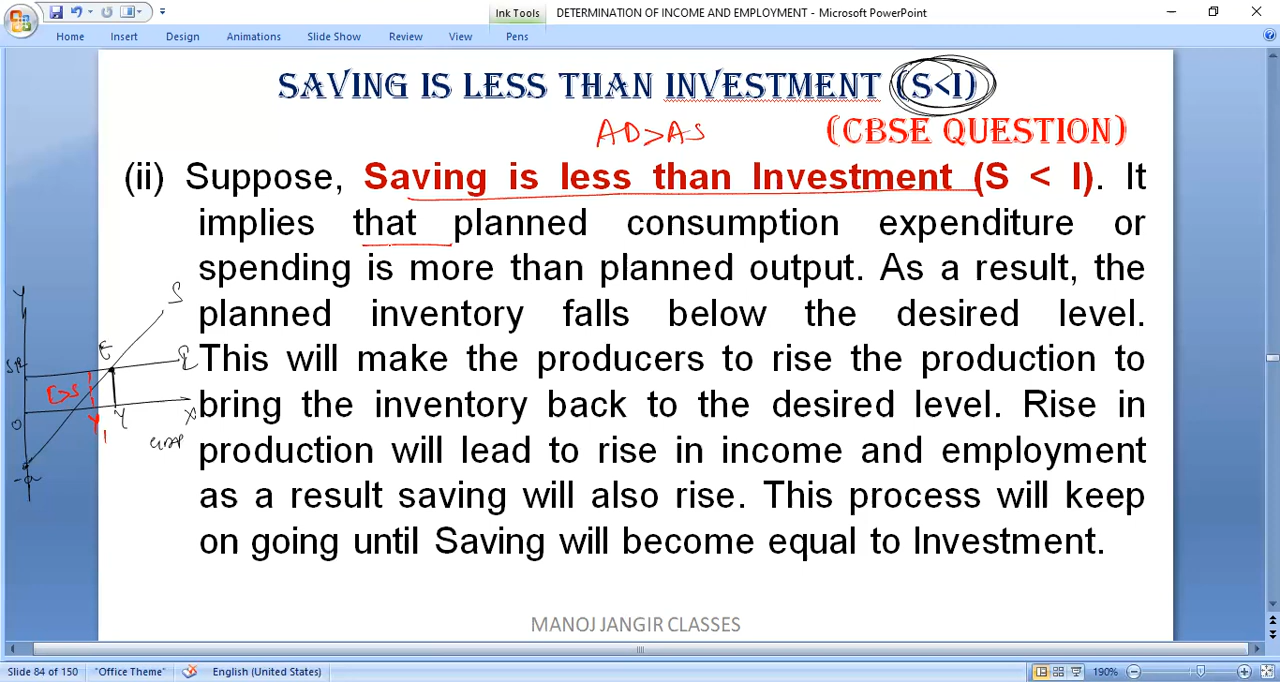 Ink Tools
DETERMINATION OF INCOME AND EMPLOYMENT - Microsoft PowerPoint
Home Insert Design Animations Slide Show Review View Pens
SAVING IS LESS THAN INVESTMENT (S<I)
AD>AS
(CBSE QUESTION)
(ii) Suppose, Saving is less than Investment (S < I). It
implies that planned consumption expenditure or
spending is more than planned output. As a result, the
planned inventory falls below the desired level.
This will make the producers to rise the production to
bring the inventory back to the desired level. Rise in
production will lead to rise in income and employment
as a result saving will also rise. This process will keep
on going until Saving will become equal to Investment.
Y
S
E
I>S
O
Y1
Y
X
-a
MANOJ JANGIR CLASSES
Slide 84 of 150 "Office Theme" English (United States) 190%